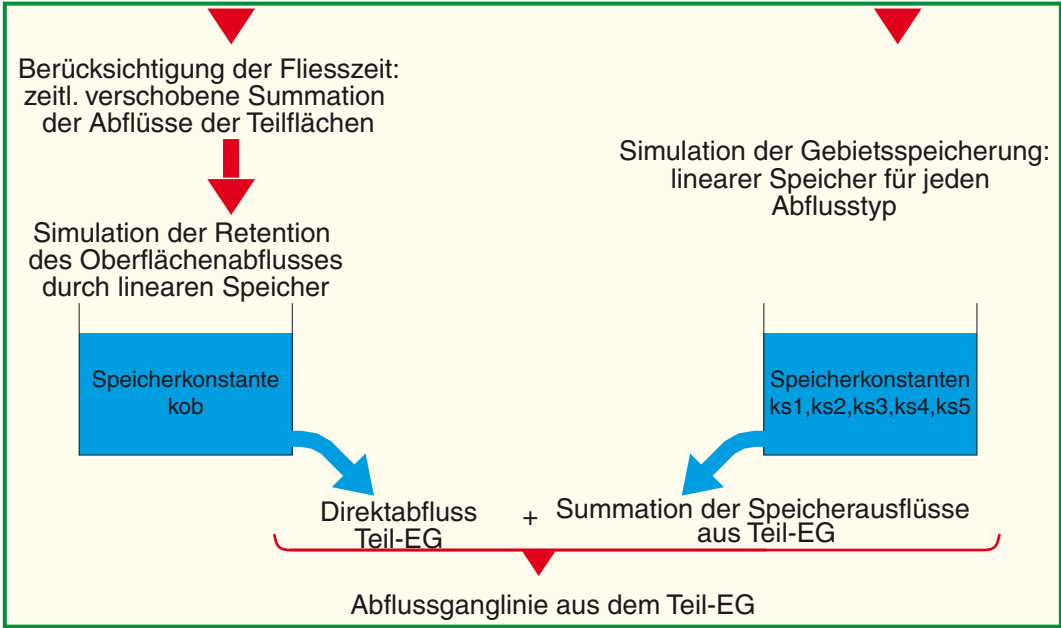 Berücksichtigung der Fliesszeit:
zeitl. verschobene Summation
der Abflüsse der Teilflächen
Simulation der Retention
des Oberflächenabflusses
durch linearen Speicher
Speicherkonstante
kob
Simulation der Gebietsspeicherung:
linearer Speicher für jeden
Abflusstyp
Speicherkonstanten
ks1,ks2,ks3,ks4,ks5
Direktabfluss
Teil-EG
+
Summation der Speicherausflüsse
aus Teil-EG
Abflussganglinie aus dem Teil-EG